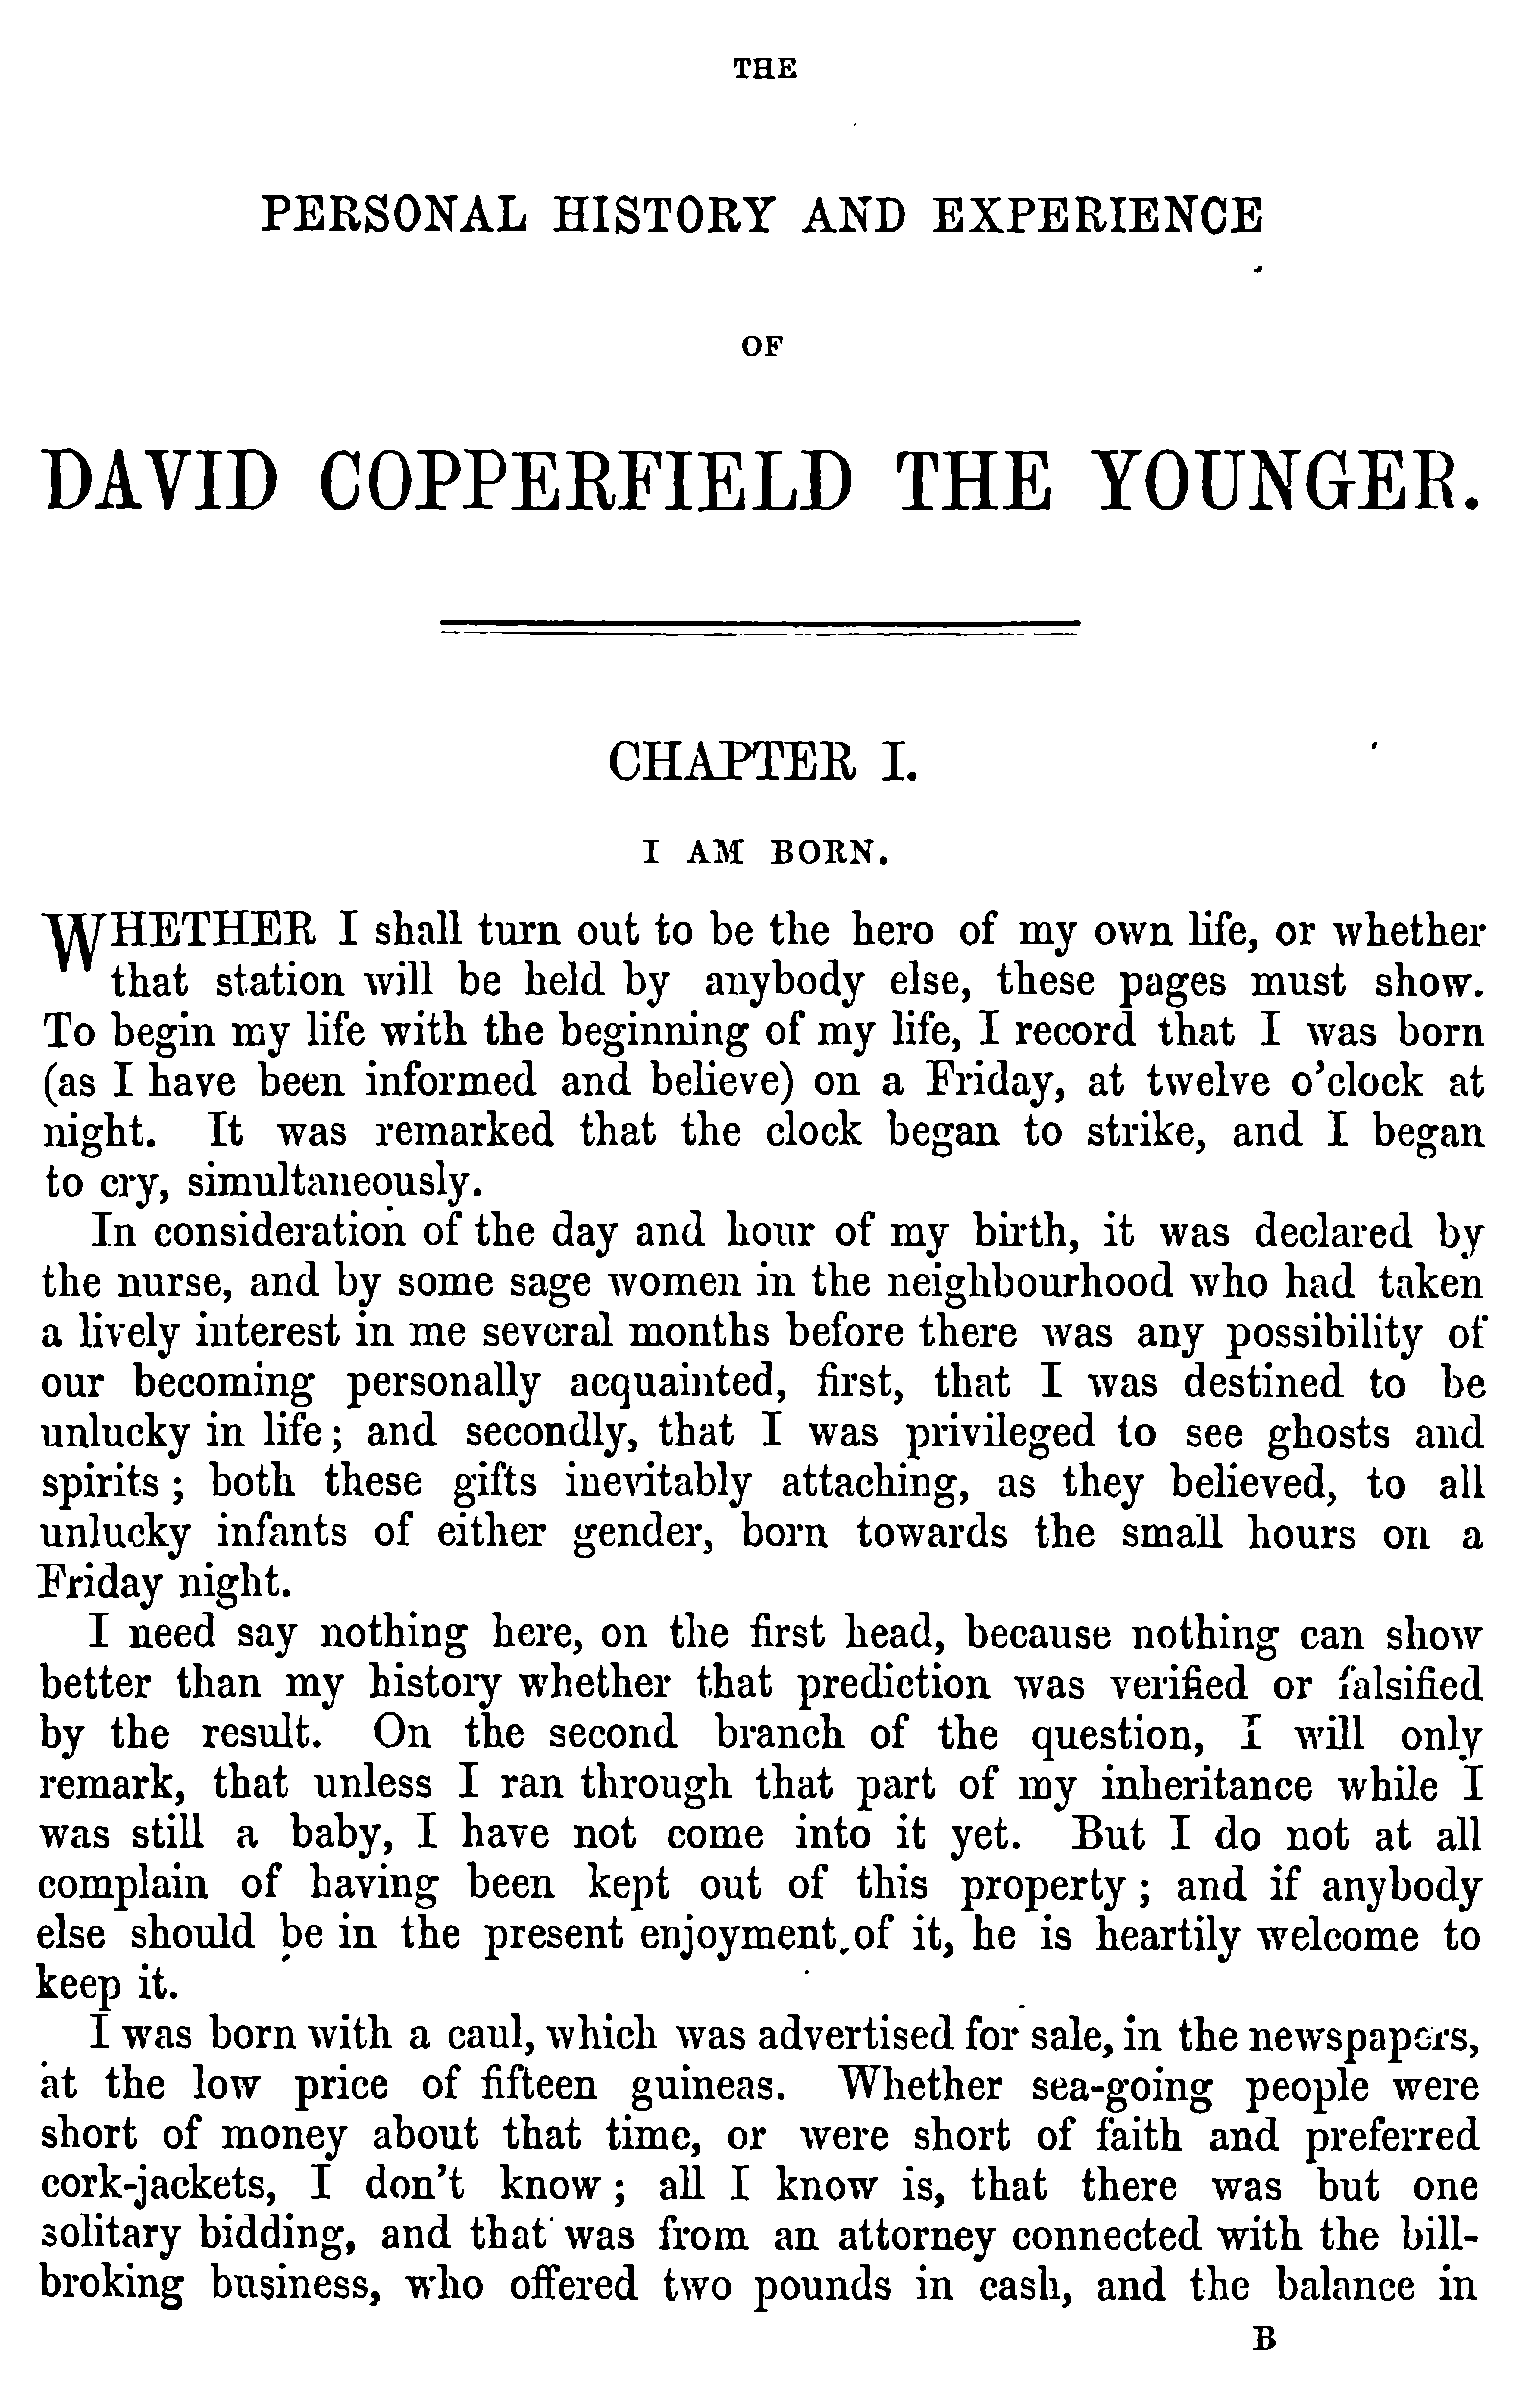 THE
PERSONAL HISTORY AND EXPERIENCE
OF
DAVID COPPERFIELD THE YOUNGER.
CHAPTER I.
I AM BORN.
WHETHER I shall turn out to be the hero of my own life, or whether
that station will be held by anybody else, these pages must show.
To begin my life with the beginning of my life, I record that I was born
(as I have been informed and believe) on a Friday, at twelve o'clock at
night. It was remarked that the clock began to strike, and I began
to cry, simultaneously.
In consideration of the day and hour of my birth, it was declared by
the nurse, and by some sage women in the neighbourhood who had taken
a lively interest in me several months before there was any possibility of
our becoming personally acquainted, first, that I was destined to be
unlucky in life; and secondly, that I was privileged to see ghosts and
spirits; both these gifts inevitably attaching, as they believed, to all
unlucky infants of either gender, born towards the small hours on a
Friday night.
I need say nothing here, on the first head, because nothing can show
better than my history whether that prediction was verified or falsified
by the result. On the second branch of the question, I will only
remark, that unless I ran through that part of my inheritance while I
was still a baby, I have not come into it yet. But I do not at all
complain of having been kept out of this property; and if anybody
else should be in the present enjoyment of it, he is heartily welcome to
keep it.
I was born with a caul, which was advertised for sale, in the newspapers,
at the low price of fifteen guineas. Whether sea-going people were
short of money about that time, or were short of faith and preferred
cork-jackets, I don't know; all I know is, that there was but one
solitary bidding, and that was from an attorney connected with the bill-
broking business, who offered two pounds in cash, and the balance in
B